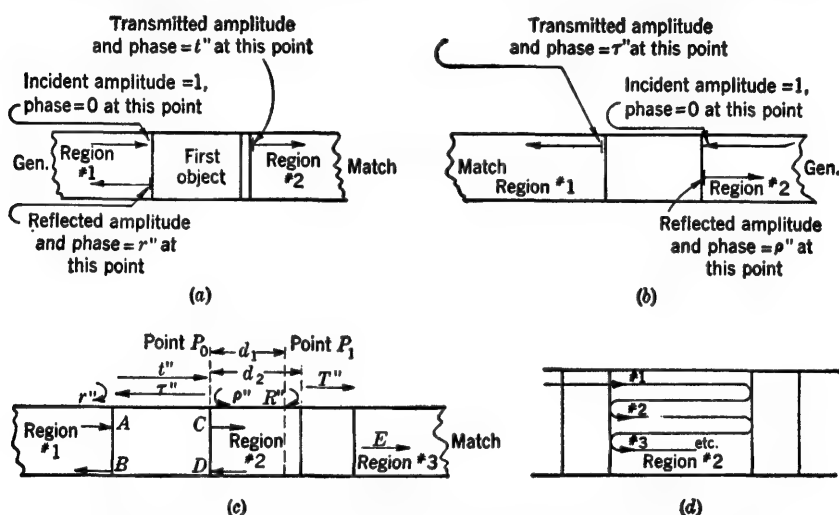 Transmitted amplitude
and phase=t" at this point
Incident amplitude =1,
phase=0 at this point
Gen.
Region
#1
First
object
Region
#2
Match
Reflected amplitude
and phase=r" at
this point
(a)
Transmitted amplitude
and phase=τ" at this point
Incident amplitude=1,
phase=0 at this point
Match
Region #1
Region #2
Gen.
Reflected amplitude
and phase=ρ" at
this point
(b)
Point P₀
d₁
Point P₁
t"
d₂
T"
r"
τ"
ρ"
R"
Region
#1
A
C
B
D
Region
#2
E
Region #3
Match
(c)
#1
#2
#3
etc.
Region #2
(d)